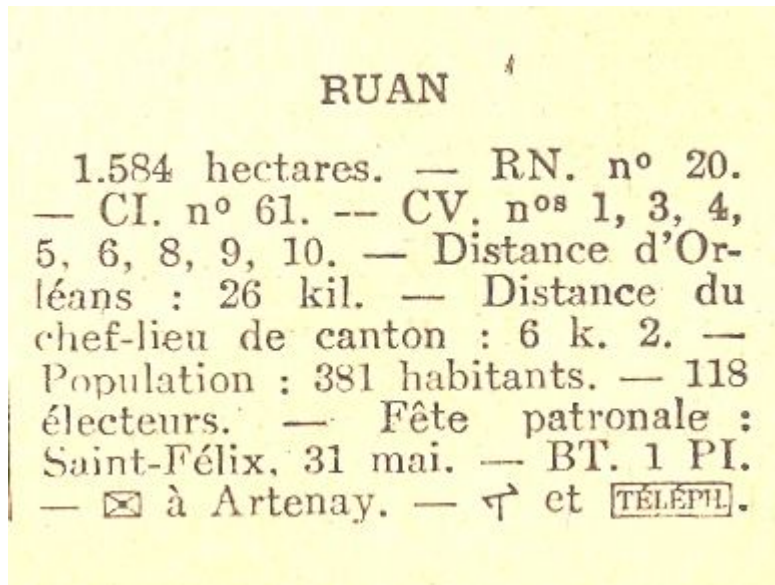 RUAN
1.584 hectares. — RN. nº 20.
— CI. nº 61. -- CV. nos 1, 3, 4,
5, 6, 8, 9, 10. — Distance d'Or-
léans : 26 kil. — Distance du
chef-lieu de canton : 6 k. 2. —
Population : 381 habitants. — 118
électeurs. — Fête patronale :
Saint-Félix, 31 mai. — BT. 1 PI.
— ✉ à Artenay. — et TÉLÉPH.